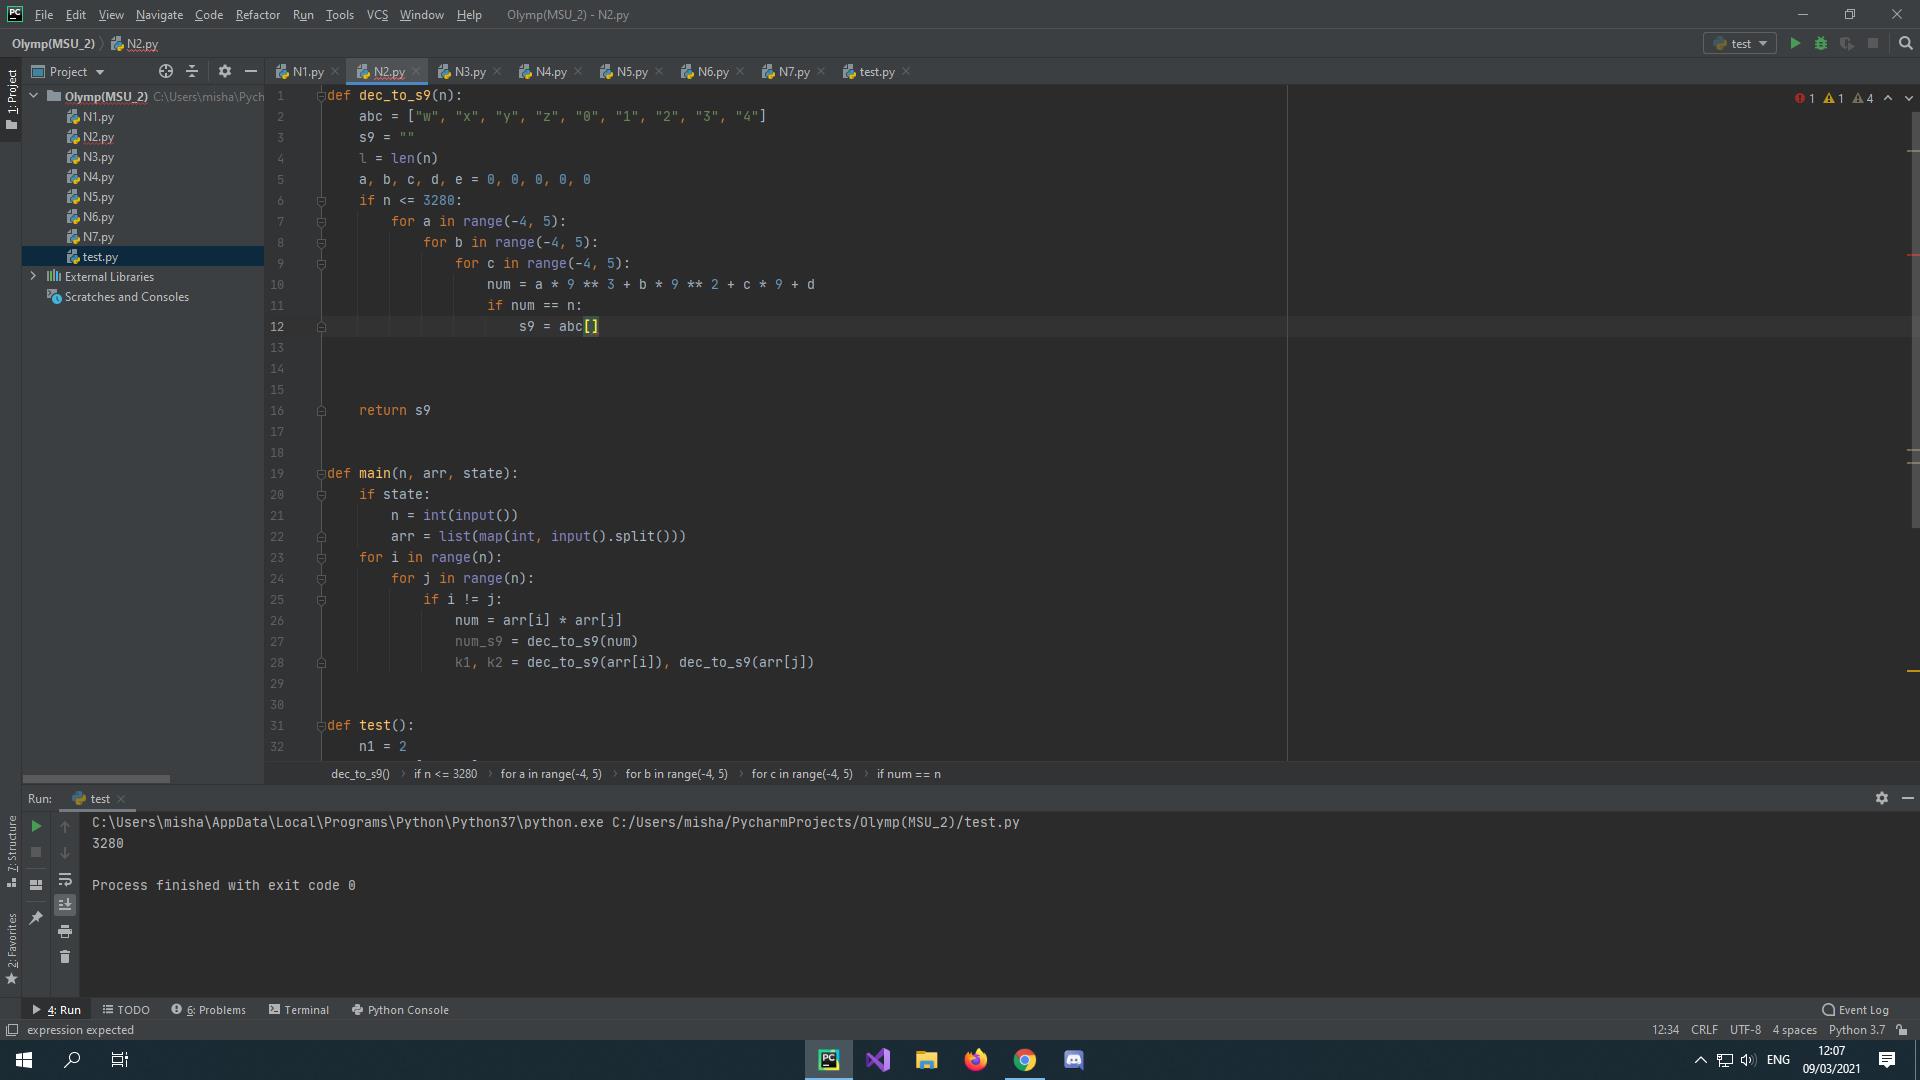 File Edit View Navigate Code Refactor Run Tools VCS Window Help Olymp(MSU_2) - N2.py
Olymp(MSU_2) N2.py test
1: Project
Project
N1.py N2.py N3.py N4.py N5.py N6.py N7.py test.py
Olymp(MSU_2) C:\Users\misha\Pych
N1.py
N2.py
N3.py
N4.py
N5.py
N6.py
N7.py
test.py
External Libraries
Scratches and Consoles
1 1 4
1 def dec_to_s9(n):
2 abc = ["w", "x", "y", "z", "0", "1", "2", "3", "4"]
3 s9 = ""
4 l = len(n)
5 a, b, c, d, e = 0, 0, 0, 0, 0
6 if n <= 3280:
7 for a in range(-4, 5):
8 for b in range(-4, 5):
9 for c in range(-4, 5):
10 num = a * 9 ** 3 + b * 9 ** 2 + c * 9 + d
11 if num == n:
12 s9 = abc[]
13
14
15
16 return s9
17
18
19 def main(n, arr, state):
20 if state:
21 n = int(input())
22 arr = list(map(int, input().split()))
23 for i in range(n):
24 for j in range(n):
25 if i != j:
26 num = arr[i] * arr[j]
27 num_s9 = dec_to_s9(num)
28 k1, k2 = dec_to_s9(arr[i]), dec_to_s9(arr[j])
29
30
31 def test():
32 n1 = 2
dec_to_s9() if n <= 3280 for a in range(-4, 5) for b in range(-4, 5) for c in range(-4, 5) if num == n
Run: test
C:\Users\misha\AppData\Local\Programs\Python\Python37\python.exe C:/Users/misha/PycharmProjects/Olymp(MSU_2)/test.py
3280
Process finished with exit code 0
7: Structure
2: Favorites
4: Run TODO 6: Problems Terminal Python Console Event Log
expression expected 12:34 CRLF UTF-8 4 spaces Python 3.7
ENG 12:07
09/03/2021